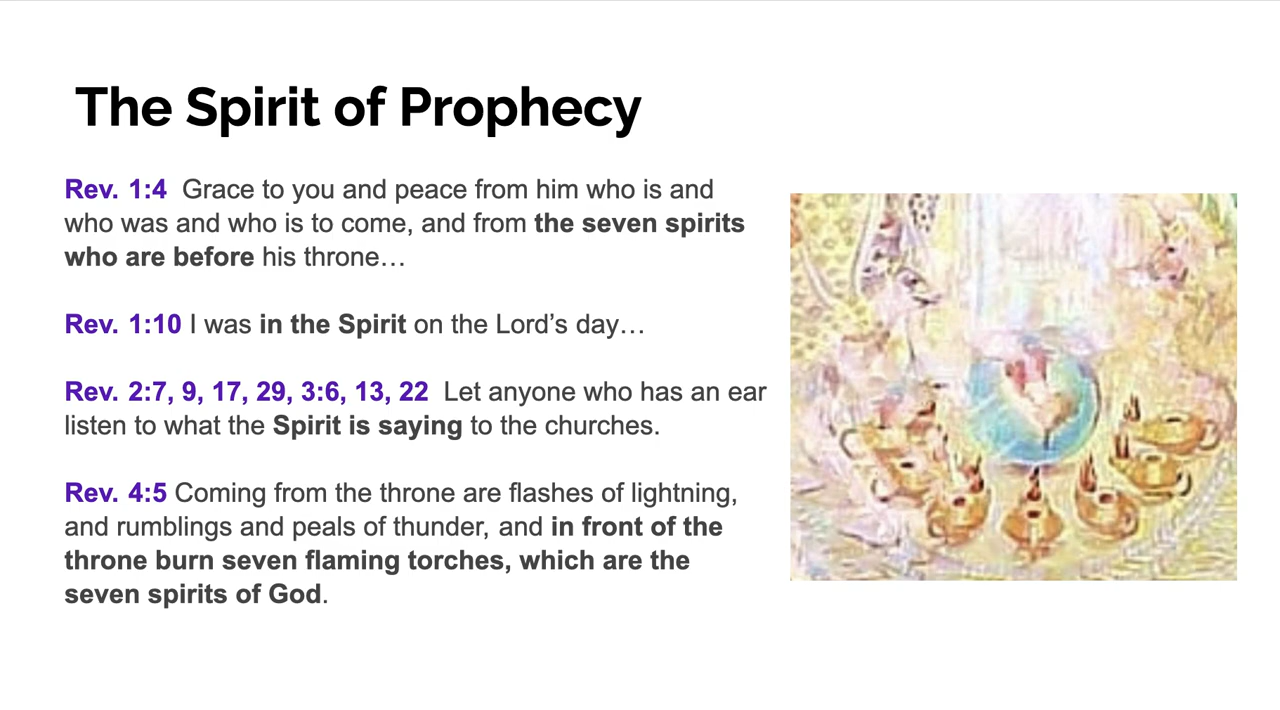 The Spirit of Prophecy
Rev. 1:4  Grace to you and peace from him who is and
who was and who is to come, and from the seven spirits
who are before his throne…
Rev. 1:10 I was in the Spirit on the Lord’s day…
Rev. 2:7, 9, 17, 29, 3:6, 13, 22  Let anyone who has an ear
listen to what the Spirit is saying to the churches.
Rev. 4:5 Coming from the throne are flashes of lightning,
and rumblings and peals of thunder, and in front of the
throne burn seven flaming torches, which are the
seven spirits of God.